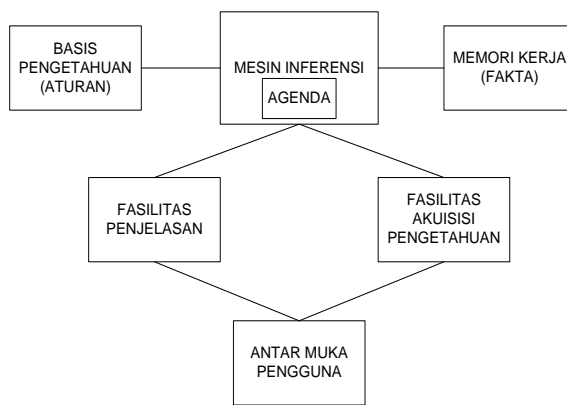 BASIS
PENGETAHUAN
(ATURAN)
MESIN INFERENSI
AGENDA
MEMORI KERJA
(FAKTA)
FASILITAS
PENJELASAN
FASILITAS
AKUISISI
PENGETAHUAN
ANTAR MUKA
PENGGUNA